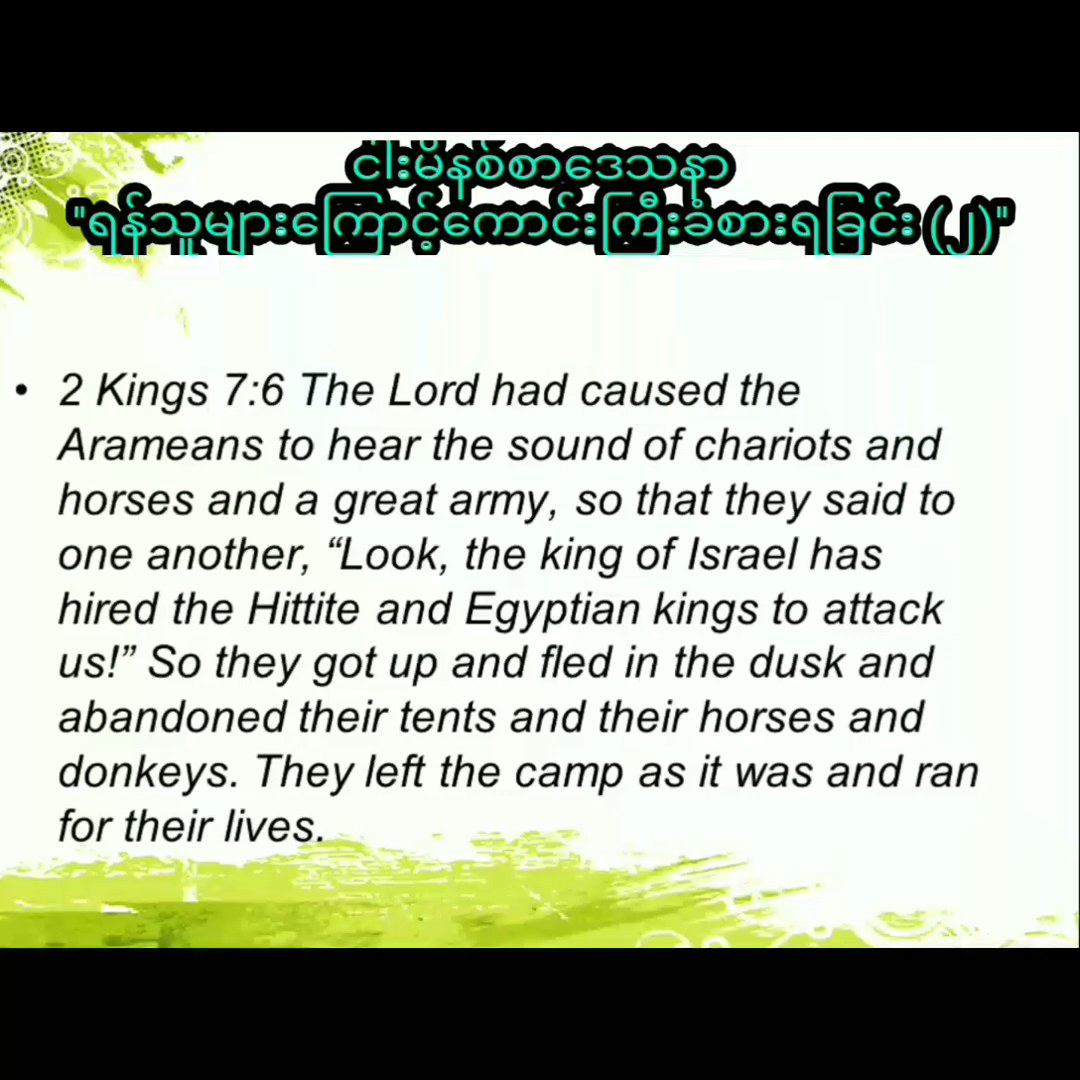 ငါးမိနစ်စာဒေသနာ
"ရန်သူများကြောင့်ကောင်းကြီးခံစားရခြင်း (၂)"
• 2 Kings 7:6 The Lord had caused the
Arameans to hear the sound of chariots and
horses and a great army, so that they said to
one another, “Look, the king of Israel has
hired the Hittite and Egyptian kings to attack
us!” So they got up and fled in the dusk and
abandoned their tents and their horses and
donkeys. They left the camp as it was and ran
for their lives.